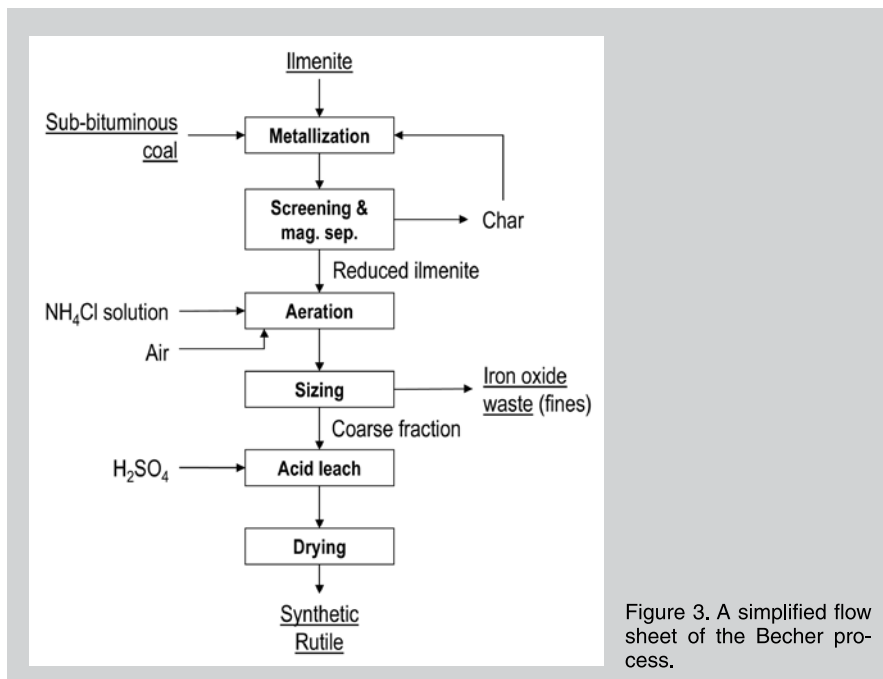 Ilmenite
Sub-bituminous
coal
Metallization
Screening &
mag. sep.
Char
Reduced ilmenite
NH₄Cl solution
Aeration
Air
Sizing
Iron oxide
waste (fines)
Coarse fraction
H₂SO₄
Acid leach
Drying
Synthetic
Rutile
Figure 3. A simplified flow
sheet of the Becher pro-
cess.